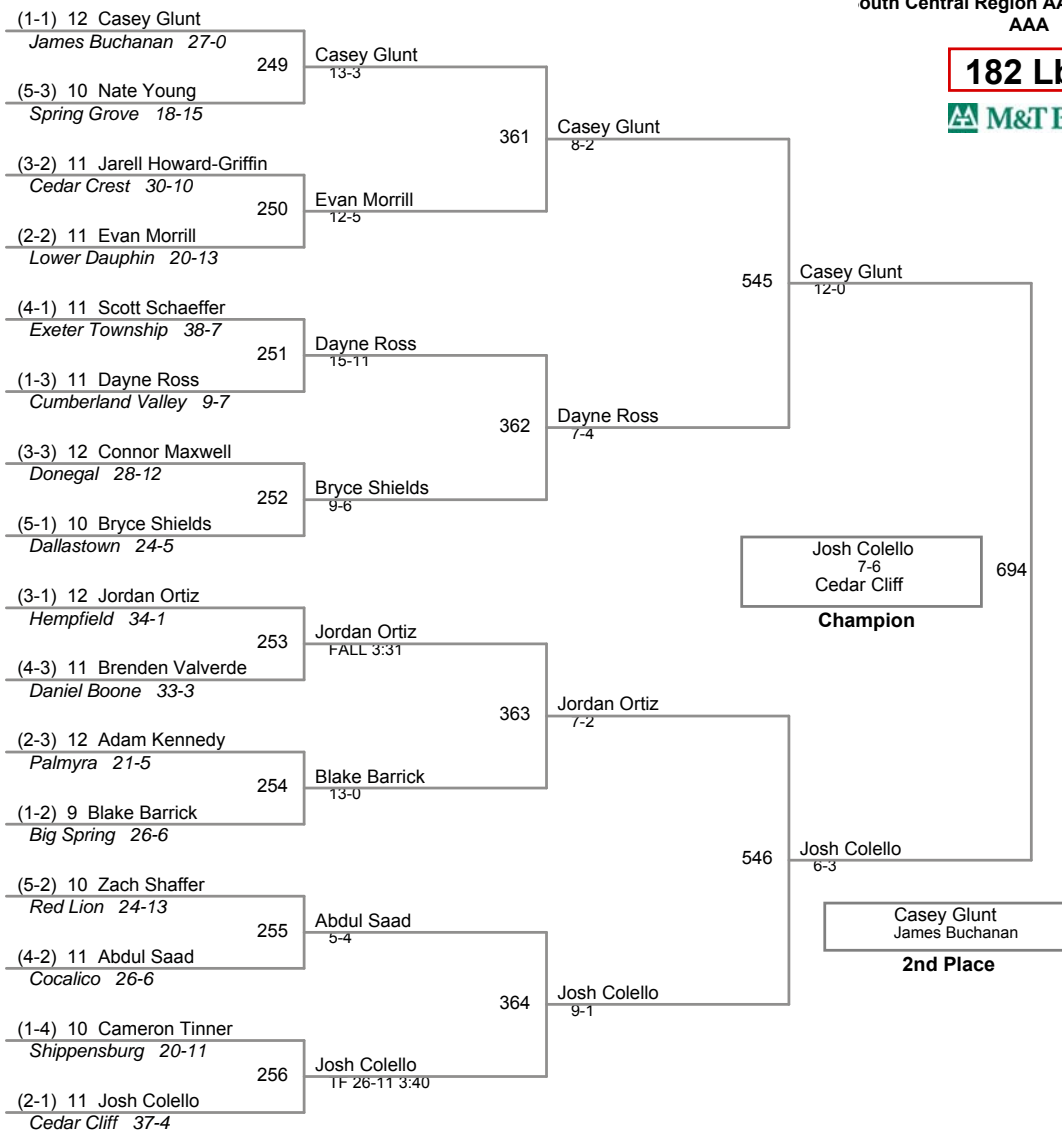 South Central Region AA
AAA
182 Lb
M&T B
(1-1) 12 Casey Glunt
James Buchanan 27-0
249
Casey Glunt
13-3
(5-3) 10 Nate Young
Spring Grove 18-15
361
Casey Glunt
8-2
(3-2) 11 Jarell Howard-Griffin
Cedar Crest 30-10
250
Evan Morrill
12-5
(2-2) 11 Evan Morrill
Lower Dauphin 20-13
545
Casey Glunt
12-0
(4-1) 11 Scott Schaeffer
Exeter Township 38-7
251
Dayne Ross
15-11
(1-3) 11 Dayne Ross
Cumberland Valley 9-7
362
Dayne Ross
7-4
(3-3) 12 Connor Maxwell
Donegal 28-12
252
Bryce Shields
9-6
(5-1) 10 Bryce Shields
Dallastown 24-5
Josh Colello
7-6
Cedar Cliff
694
Champion
(3-1) 12 Jordan Ortiz
Hempfield 34-1
253
Jordan Ortiz
FALL 3:31
(4-3) 11 Brenden Valverde
Daniel Boone 33-3
363
Jordan Ortiz
7-2
(2-3) 12 Adam Kennedy
Palmyra 21-5
254
Blake Barrick
13-0
(1-2) 9 Blake Barrick
Big Spring 26-6
546
Josh Colello
6-3
(5-2) 10 Zach Shaffer
Red Lion 24-13
255
Abdul Saad
5-4
Casey Glunt
James Buchanan
2nd Place
(4-2) 11 Abdul Saad
Cocalico 26-6
364
Josh Colello
9-1
(1-4) 10 Cameron Tinner
Shippensburg 20-11
256
Josh Colello
TF 26-11 3:40
(2-1) 11 Josh Colello
Cedar Cliff 37-4